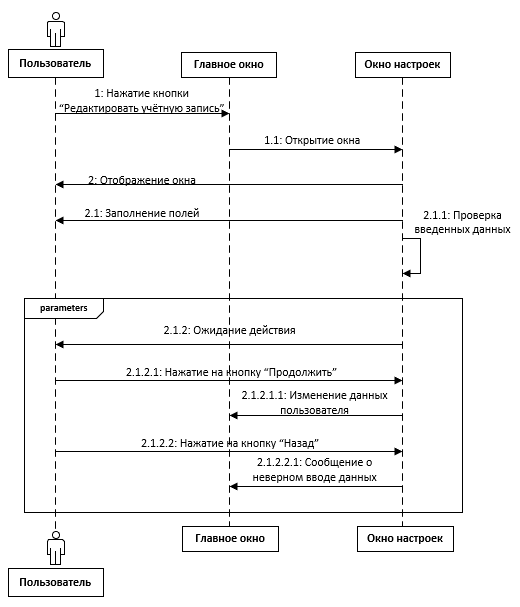 Пользователь
Главное окно
Окно настроек
1: Нажатие кнопки
“Редактировать учётную запись”
1.1: Открытие окна
2: Отображение окна
2.1: Заполнение полей
2.1.1: Проверка
введенных данных
parameters
2.1.2: Ожидание действия
2.1.2.1: Нажатие на кнопку “Продолжить”
2.1.2.1.1: Изменение данных
пользователя
2.1.2.2: Нажатие на кнопку “Назад”
2.1.2.2.1: Сообщение о
неверном вводе данных
Главное окно
Окно настроек
Пользователь